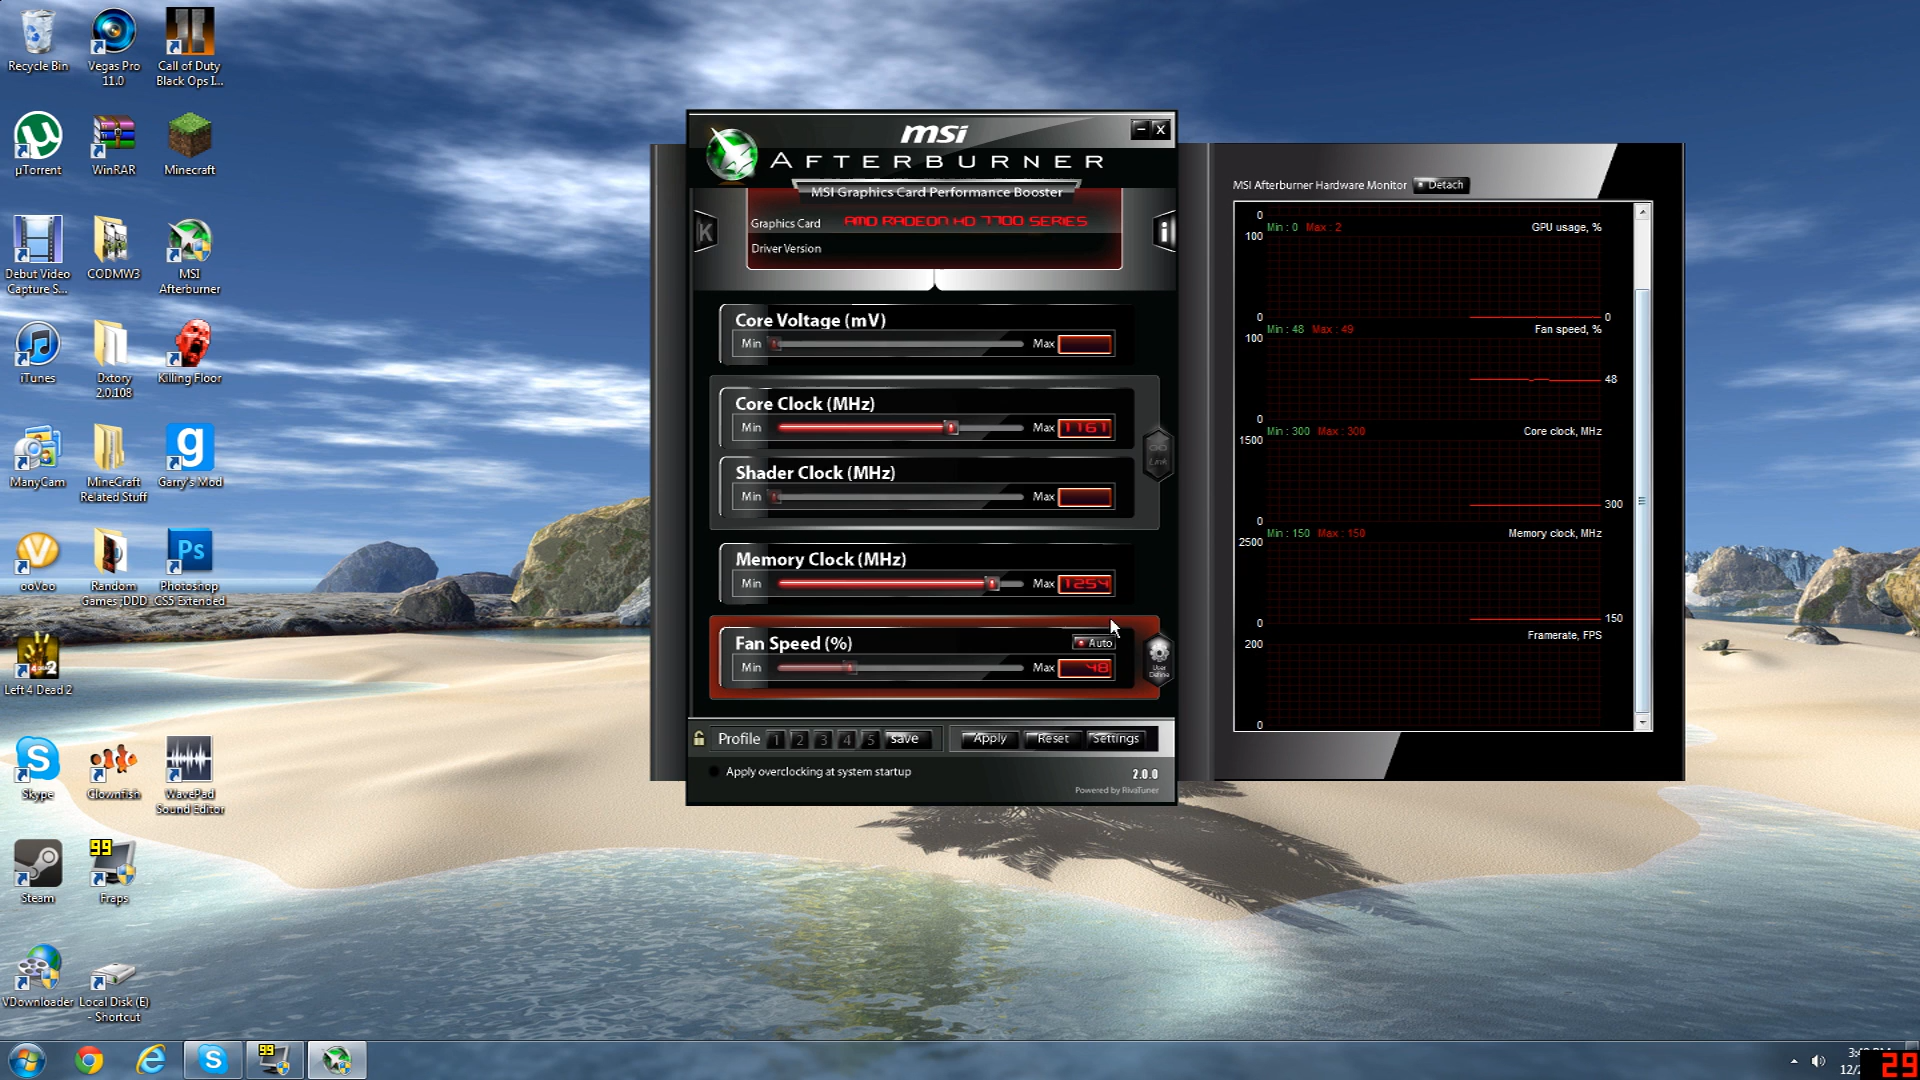 Recycle Bin
Vegas Pro
11.0
Call of Duty
Black Ops I...
µTorrent
WinRAR
Minecraft
Debut Video
Capture S...
CODMW3
MSI
Afterburner
iTunes
Dxtory
2.0.108
Killing Floor
ManyCam
MineCraft
Related Stuff
Garry's Mod
ooVoo
Random
Games ;DDD
Photoshop
CS5 Extended
Left 4 Dead 2
Skype
Clownfish
WavePad
Sound Editor
Steam
99
Fraps
VDownloader
Local Disk (E)
- Shortcut
msi
AFTERBURNER
MSI Graphics Card Performance Booster
K
Graphics Card AMD RADEON HD 7700 SERIES
i
Driver Version
Core Voltage (mV)
Min Max
Core Clock (MHz)
Min Max 1161
Link
Shader Clock (MHz)
Min Max
Memory Clock (MHz)
Min Max 1254
Fan Speed (%)
Auto
Min Max 48
User
Define
Profile 1 2 3 4 5 save
Apply Reset Settings
Apply overclocking at system startup
2.0.0
Powered by RivaTuner
MSI Afterburner Hardware Monitor Detach
0
Min : 0 Max : 2 GPU usage, %
100
0 0
Min : 48 Max : 49 Fan speed, %
100
48
0
Min : 300 Max : 300 Core clock, MHz
1500
300
0
Min : 150 Max : 150 Memory clock, MHz
2500
150
0
Framerate, FPS
200
0
99
29